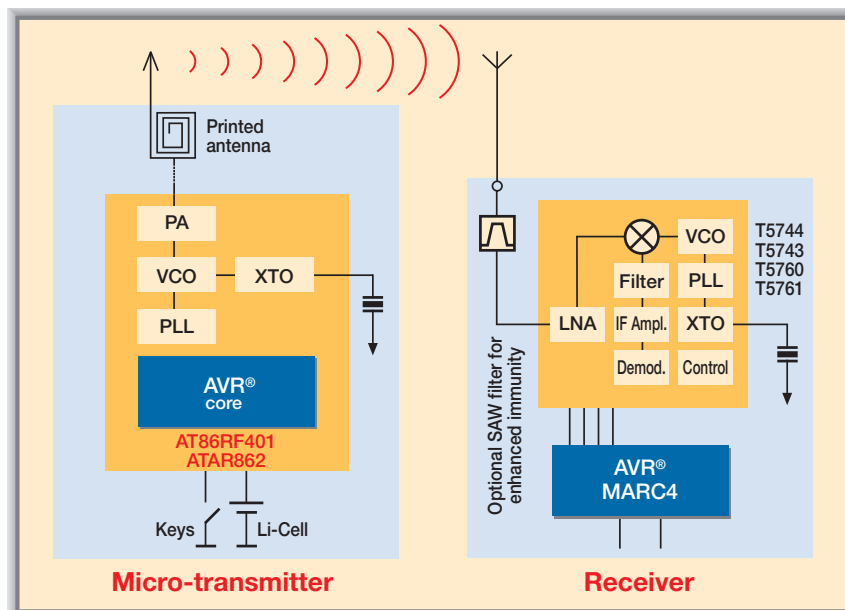 Printed
antenna
PA
VCO
XTO
PLL
AVR®
core
AT86RF401
ATAR862
Keys
Li-Cell
Micro-transmitter
Optional SAW filter for
enhanced immunity
VCO
Filter
PLL
LNA
IF Ampl.
XTO
Demod.
Control
T5744
T5743
T5760
T5761
AVR®
MARC4
Receiver